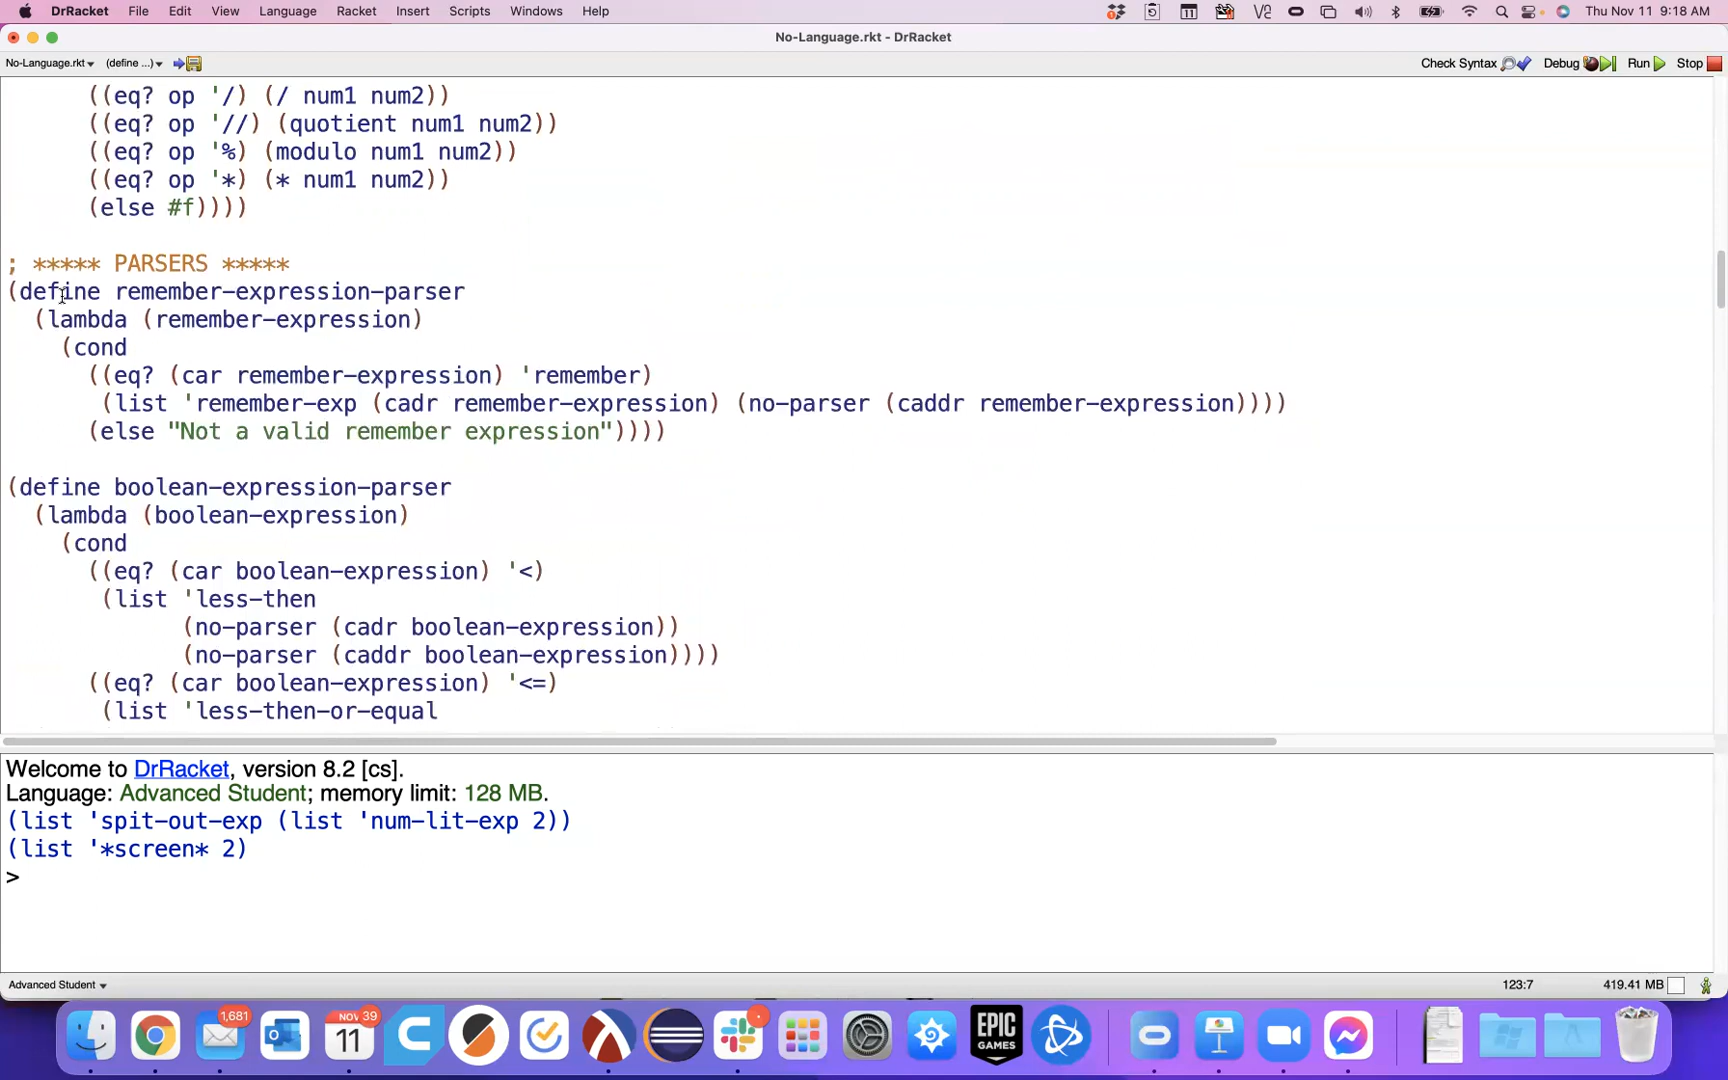 DrRacket File Edit View Language Racket Insert Scripts Windows Help Thu Nov 11 9:18 AM
No-Language.rkt - DrRacket
No-Language.rkt (define ...) Check Syntax Debug Run Stop
((eq? op '/) (/ num1 num2))
((eq? op '//) (quotient num1 num2))
((eq? op '%) (modulo num1 num2))
((eq? op '*) (* num1 num2))
(else #f))))
; ***** PARSERS *****
(define remember-expression-parser
(lambda (remember-expression)
(cond
((eq? (car remember-expression) 'remember)
(list 'remember-exp (cadr remember-expression) (no-parser (caddr remember-expression))))
(else "Not a valid remember expression"))))
(define boolean-expression-parser
(lambda (boolean-expression)
(cond
((eq? (car boolean-expression) '<)
(list 'less-then
(no-parser (cadr boolean-expression))
(no-parser (caddr boolean-expression))))
((eq? (car boolean-expression) '<=)
(list 'less-then-or-equal
Welcome to DrRacket, version 8.2 [cs].
Language: Advanced Student; memory limit: 128 MB.
(list 'spit-out-exp (list 'num-lit-exp 2))
(list '*screen* 2)
>
Advanced Student 123:7 419.41 MB
1,681
NOV 39
11
EPIC GAMES